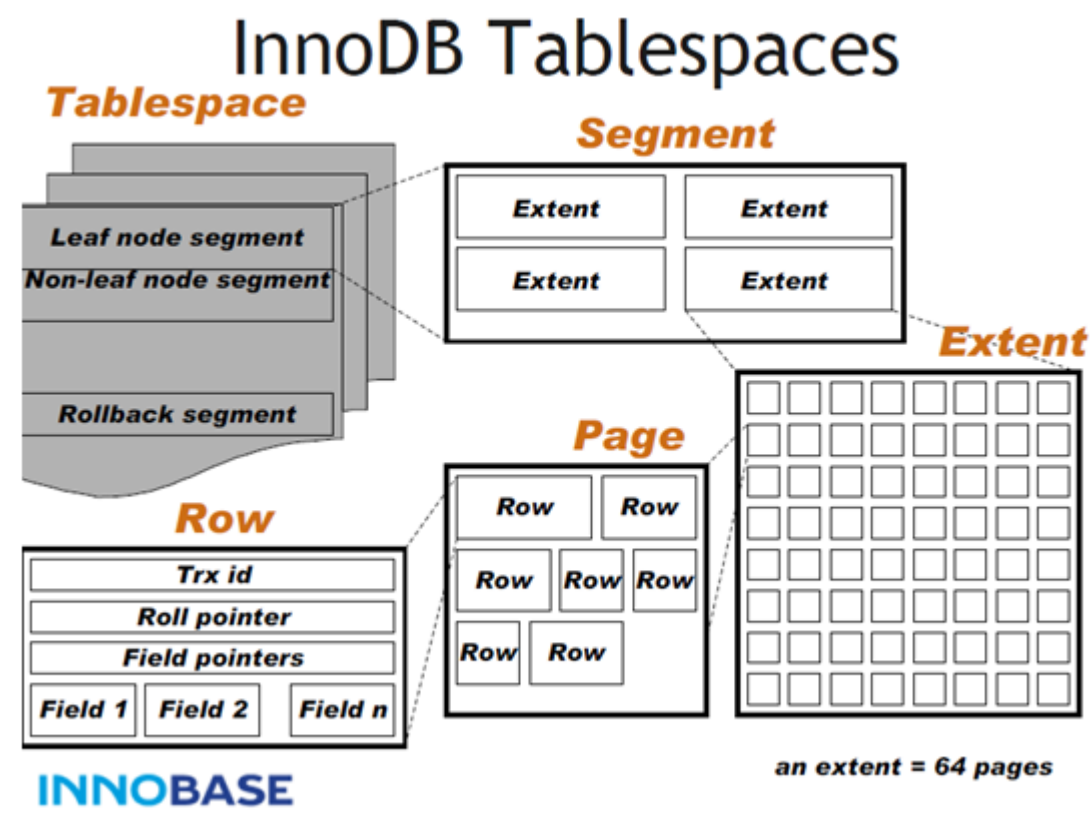 InnoDB Tablespaces
Tablespace
Leaf node segment
Non-leaf node segment
Rollback segment
Segment
Extent Extent
Extent Extent
Extent
an extent = 64 pages
Page
Row Row
Row Row Row
Row Row
Row
Trx id
Roll pointer
Field pointers
Field 1 Field 2 Field n
INNOBASE